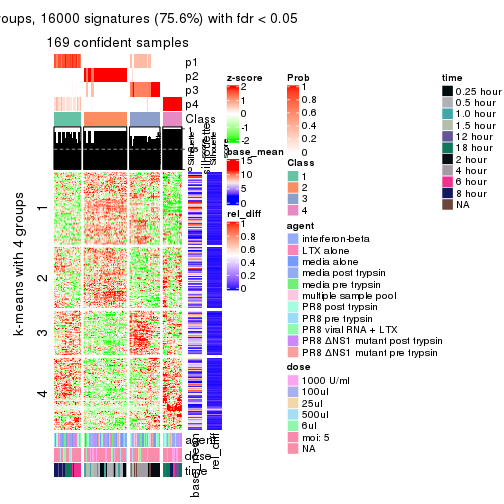 roups, 16000 signatures (75.6%) with fdr < 0.05
169 confident samples
p1
p2
p3
p4
Class
silhouette
k-means with 4 groups
1
2
3
4
agent
dose
time
base_mean
rel_diff
z-score
2
1
0
-1
-2
base_mean
15
10
5
0
rel_diff
1
0.8
0.6
0.4
0.2
0
Prob
1
0.8
0.6
0.4
0.2
0
Class
1
2
3
4
agent
interferon-beta
LTX alone
media alone
media post trypsin
media pre trypsin
multiple sample pool
PR8 post trypsin
PR8 pre trypsin
PR8 viral RNA + LTX
PR8 ΔNS1 mutant post trypsin
PR8 ΔNS1 mutant pre trypsin
dose
1000 U/ml
100ul
25ul
500ul
6ul
moi: 5
NA
time
0.25 hour
0.5 hour
1.0 hour
1.5 hour
12 hour
18 hour
2 hour
4 hour
6 hour
8 hour
NA